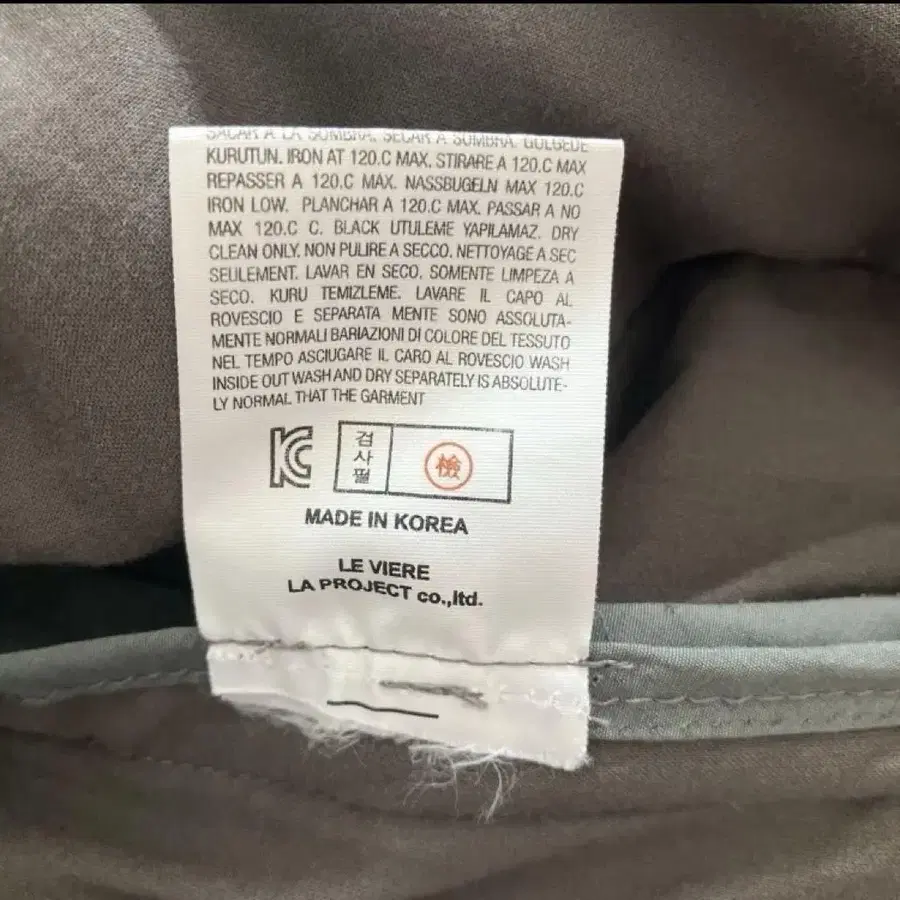 SACAR A LA SOMBRA. SECAR A SOMBRA. GOLGEDE
KURUTUN. IRON AT 120.C MAX. STIRARE A 120.C MAX
REPASSER A 120.C MAX. NASSBUGELN MAX 120.C
IRON LOW. PLANCHAR A 120.C MAX. PASSAR A NO
MAX 120.C C. BLACK UTULEME YAPILAMAZ. DRY
CLEAN ONLY. NON PULIRE A SECCO. NETTOYAGE A SEC
SEULEMENT. LAVAR EN SECO. SOMENTE LIMPEZA A
SECO. KURU TEMIZLEME. LAVARE IL CAPO AL
ROVESCIO E SEPARATA MENTE SONO ASSOLUTA-
MENTE NORMALI BARIAZIONI DI COLORE DEL TESSUTO
NEL TEMPO ASCIUGARE IL CARO AL ROVESCIO WASH
INSIDE OUT WASH AND DRY SEPARATELY IS ABSOLUTE-
LY NORMAL THAT THE GARMENT
KC
검사필
檢
MADE IN KOREA
LE VIERE
LA PROJECT co.,ltd.